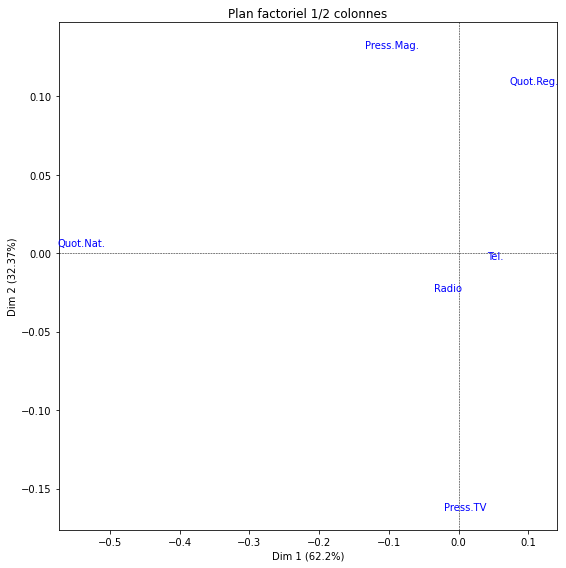 Plan factoriel 1/2 colonnes
Press.Mag.
Quot.Reg.
0.10
0.05
Quot.Nat.
0.00
Tel.
Radio
−0.05
−0.10
−0.15
Press.TV
Dim 2 (32.37%)
−0.5 −0.4 −0.3 −0.2 −0.1 0.0 0.1
Dim 1 (62.2%)